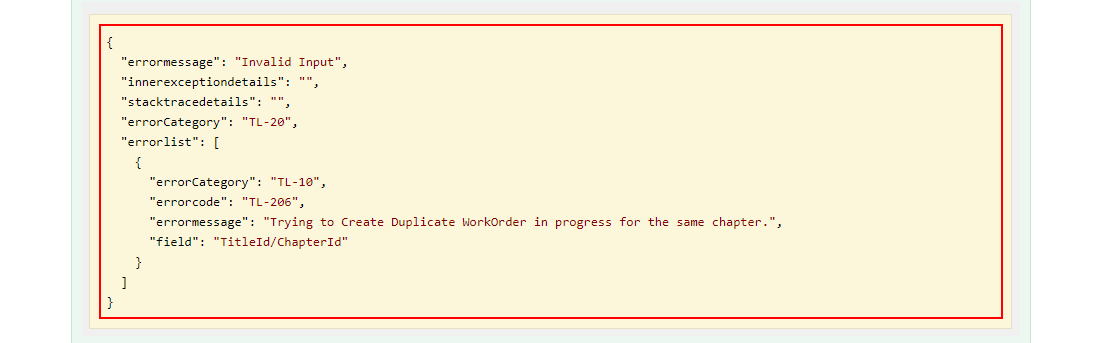 {
  "errormessage": "Invalid Input",
  "innerexceptiondetails": "",
  "stacktracedetails": "",
  "errorCategory": "TL-20",
  "errorlist": [
    {
      "errorCategory": "TL-10",
      "errorcode": "TL-206",
      "errormessage": "Trying to Create Duplicate WorkOrder in progress for the same chapter.",
      "field": "TitleId/ChapterId"
    }
  ]
}